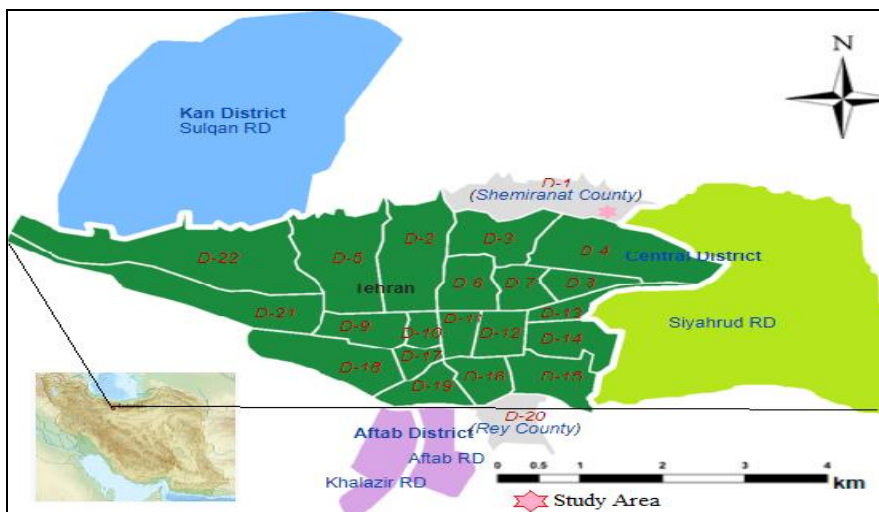 N
Kan District
Sulqan RD
D-1
(Shemiranat County)
D-2
D-3
D-4
Central District
D-22
D-5
D-6
D-7
D-8
Tehran
D-21
D-9
D-10
D-11
D-12
D-13
D-14
Siyahrud RD
D-18
D-17
D-19
D-16
D-15
D-20
(Rey County)
Aftab District
Aftab RD
Khalazir RD
0 0.5 1 2 3 4
km
Study Area